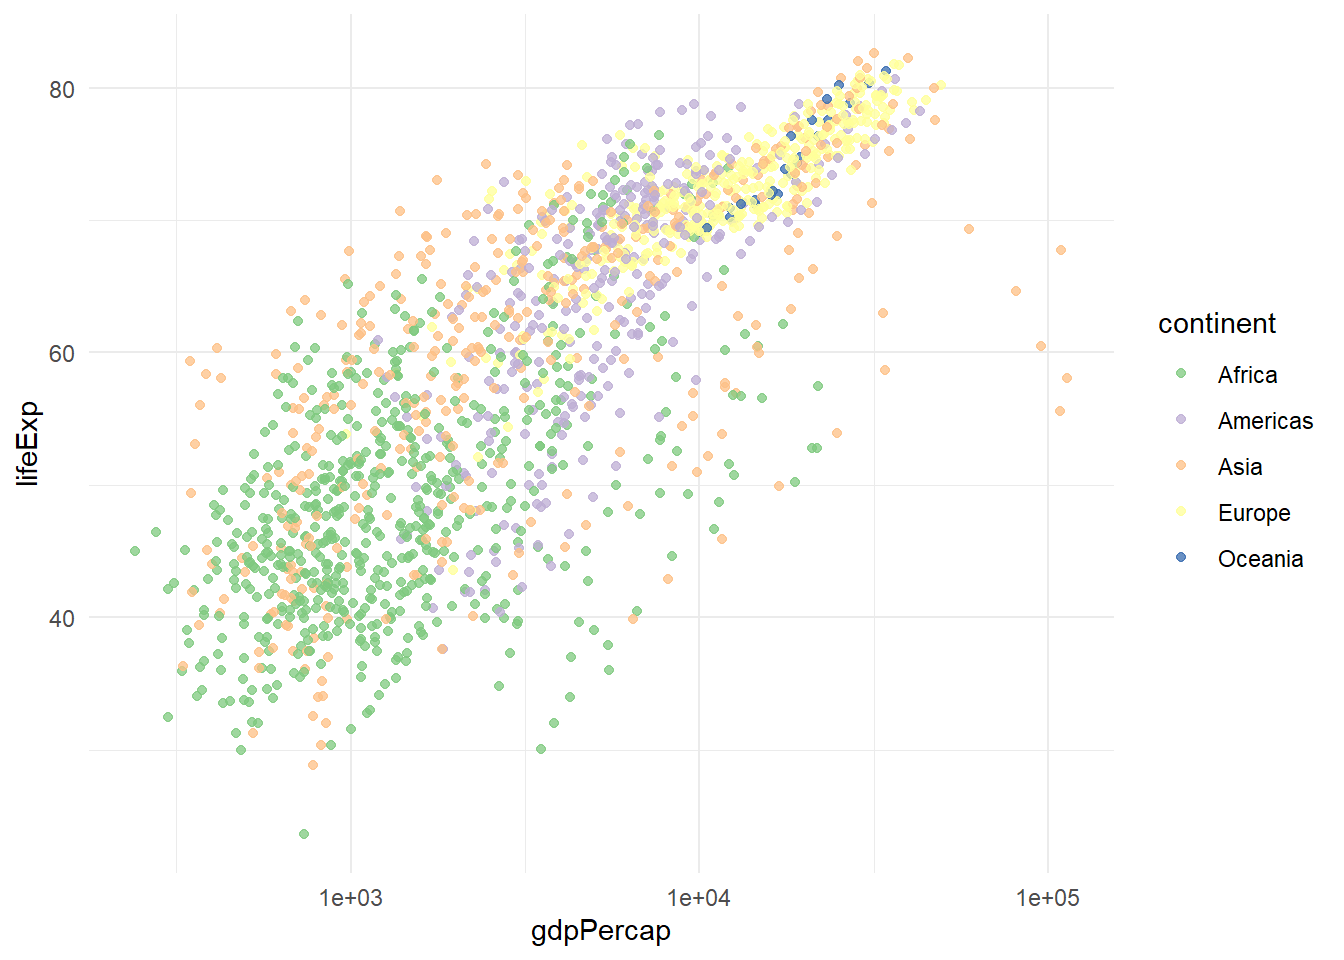 80
60
40
lifeExp
1e+03
1e+04
1e+05
gdpPercap
continent
Africa
Americas
Asia
Europe
Oceania